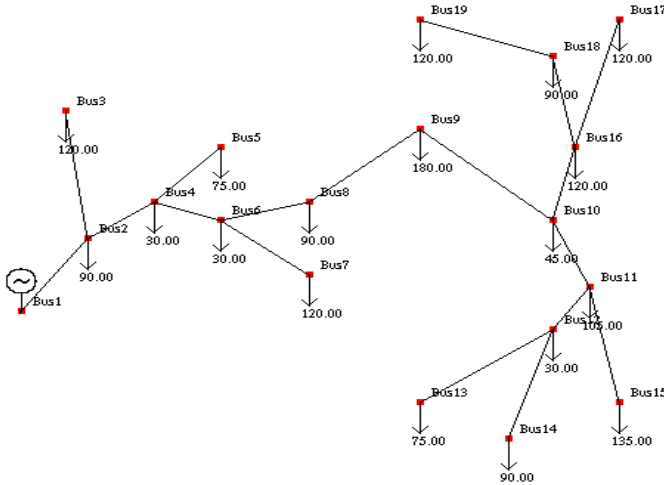 Bus19
Bus17
120.00
Bus18
120.00
90.00
Bus3
Bus9
120.00
Bus5
Bus16
180.00
75.00
Bus4
Bus8
120.00
Bus6
Bus10
30.00
30.00
90.00
Bus2
45.00
90.00
Bus7
Bus11
Bus1
120.00
105.00
Bus
30.00
Bus13
Bus15
75.00
Bus14
135.00
90.00